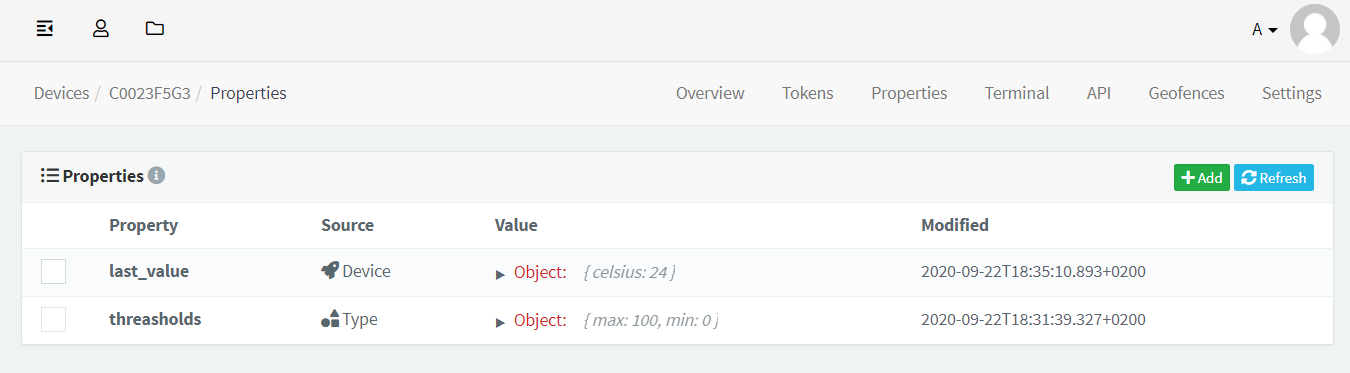 A
Devices / C0023F5G3 / Properties Overview Tokens Properties Terminal API Geofences Settings
Properties Add Refresh
Property Source Value Modified
last_value Device Object: { celsius: 24 } 2020-09-22T18:35:10.893+0200
threasholds Type Object: { max: 100, min: 0 } 2020-09-22T18:31:39.327+0200